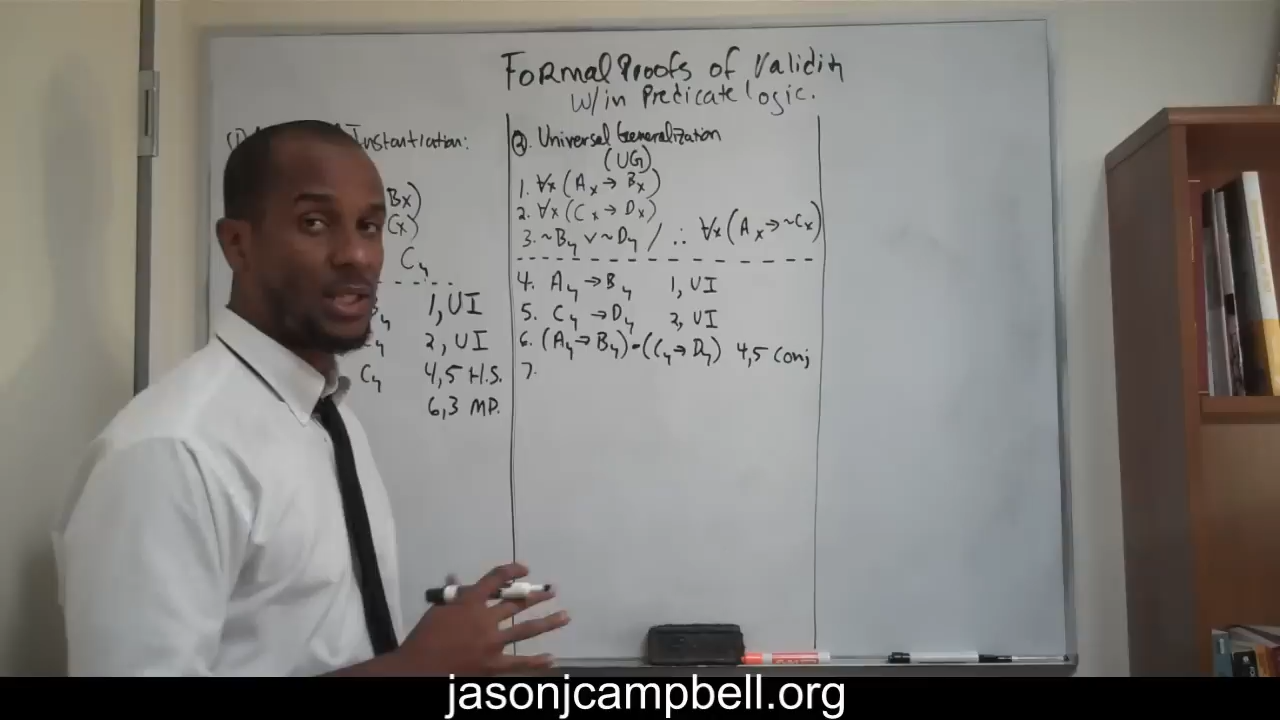 Formal Proofs of Validity
w/in Predicate logic.
Instantiation:
Bx)
Cx)
Cy
1, UI
2, UI
Cy 4,5 H.S.
6,3 MP.
② Universal Generalization
(UG)
1. ∀x (Ax → Bx)
2. ∀x (Cx → Dx)
3. ~By ∨ ~Dy / ∴ ∀x (Ax → ~Cx)
4. Ay → By 1, UI
5. Cy → Dy 2, UI
6. (Ay → By) • (Cy → Dy) 4,5 Conj
7.
jasonjcampbell.org